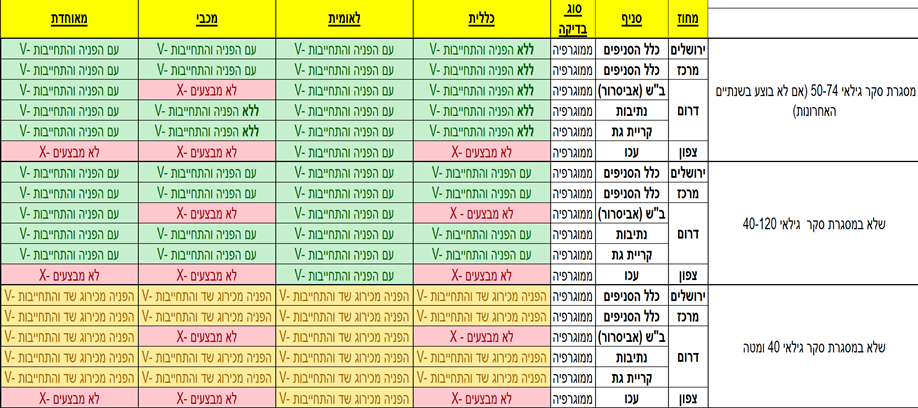 מחוז סניף סוג בדיקה כללית לאומית מכבי מאוחדת
מסגרת סקר גילאי 50-74 (אם לא בוצע בשנתיים האחרונות)
ירושלים כלל הסניפים ממוגרפיה V- ללא הפניה והתחייבות V- עם הפניה והתחייבות V- עם הפניה והתחייבות V- עם הפניה והתחייבות
מרכז כלל הסניפים ממוגרפיה V- ללא הפניה והתחייבות V- עם הפניה והתחייבות V- עם הפניה והתחייבות V- עם הפניה והתחייבות
דרום ב"ש (אביסרור) ממוגרפיה V- ללא הפניה והתחייבות V- עם הפניה והתחייבות X- לא מבצעים V- עם הפניה והתחייבות
נתיבות ממוגרפיה V- ללא הפניה והתחייבות V- עם הפניה והתחייבות V- ללא הפניה והתחייבות V- עם הפניה והתחייבות
קריית גת ממוגרפיה V- ללא הפניה והתחייבות V- עם הפניה והתחייבות V- ללא הפניה והתחייבות V- עם הפניה והתחייבות
צפון עכו ממוגרפיה X- לא מבצעים V- עם הפניה והתחייבות X- לא מבצעים X- לא מבצעים
שלא במסגרת סקר גילאי 40-120
ירושלים כלל הסניפים ממוגרפיה V- עם הפניה והתחייבות V- עם הפניה והתחייבות V- עם הפניה והתחייבות V- עם הפניה והתחייבות
מרכז כלל הסניפים ממוגרפיה V- עם הפניה והתחייבות V- עם הפניה והתחייבות V- עם הפניה והתחייבות V- עם הפניה והתחייבות
דרום ב"ש (אביסרור) ממוגרפיה X - לא מבצעים V- עם הפניה והתחייבות X- לא מבצעים V- עם הפניה והתחייבות
נתיבות ממוגרפיה V- עם הפניה והתחייבות V- עם הפניה והתחייבות V- עם הפניה והתחייבות V- עם הפניה והתחייבות
קריית גת ממוגרפיה V- עם הפניה והתחייבות V- עם הפניה והתחייבות V- עם הפניה והתחייבות V- עם הפניה והתחייבות
צפון עכו ממוגרפיה X- לא מבצעים V- עם הפניה והתחייבות X- לא מבצעים X- לא מבצעים
שלא במסגרת סקר גילאי 40 ומטה
ירושלים כלל הסניפים ממוגרפיה V- הפניה מכירוג שד והתחייבות V- הפניה מכירוג שד והתחייבות V- הפניה מכירוג שד והתחייבות V- הפניה מכירוג שד והתחייבות
מרכז כלל הסניפים ממוגרפיה V- הפניה מכירוג שד והתחייבות V- הפניה מכירוג שד והתחייבות V- הפניה מכירוג שד והתחייבות V- הפניה מכירוג שד והתחייבות
דרום ב"ש (אביסרור) ממוגרפיה X - לא מבצעים V- הפניה מכירוג שד והתחייבות X- לא מבצעים V- הפניה מכירוג שד והתחייבות
נתיבות ממוגרפיה V- הפניה מכירוג שד והתחייבות V- הפניה מכירוג שד והתחייבות V- הפניה מכירוג שד והתחייבות V- הפניה מכירוג שד והתחייבות
קריית גת ממוגרפיה V- הפניה מכירוג שד והתחייבות V- הפניה מכירוג שד והתחייבות V- הפניה מכירוג שד והתחייבות V- הפניה מכירוג שד והתחייבות
צפון עכו ממוגרפיה X- לא מבצעים V- הפניה מכירוג שד והתחייבות X- לא מבצעים X- לא מבצעים